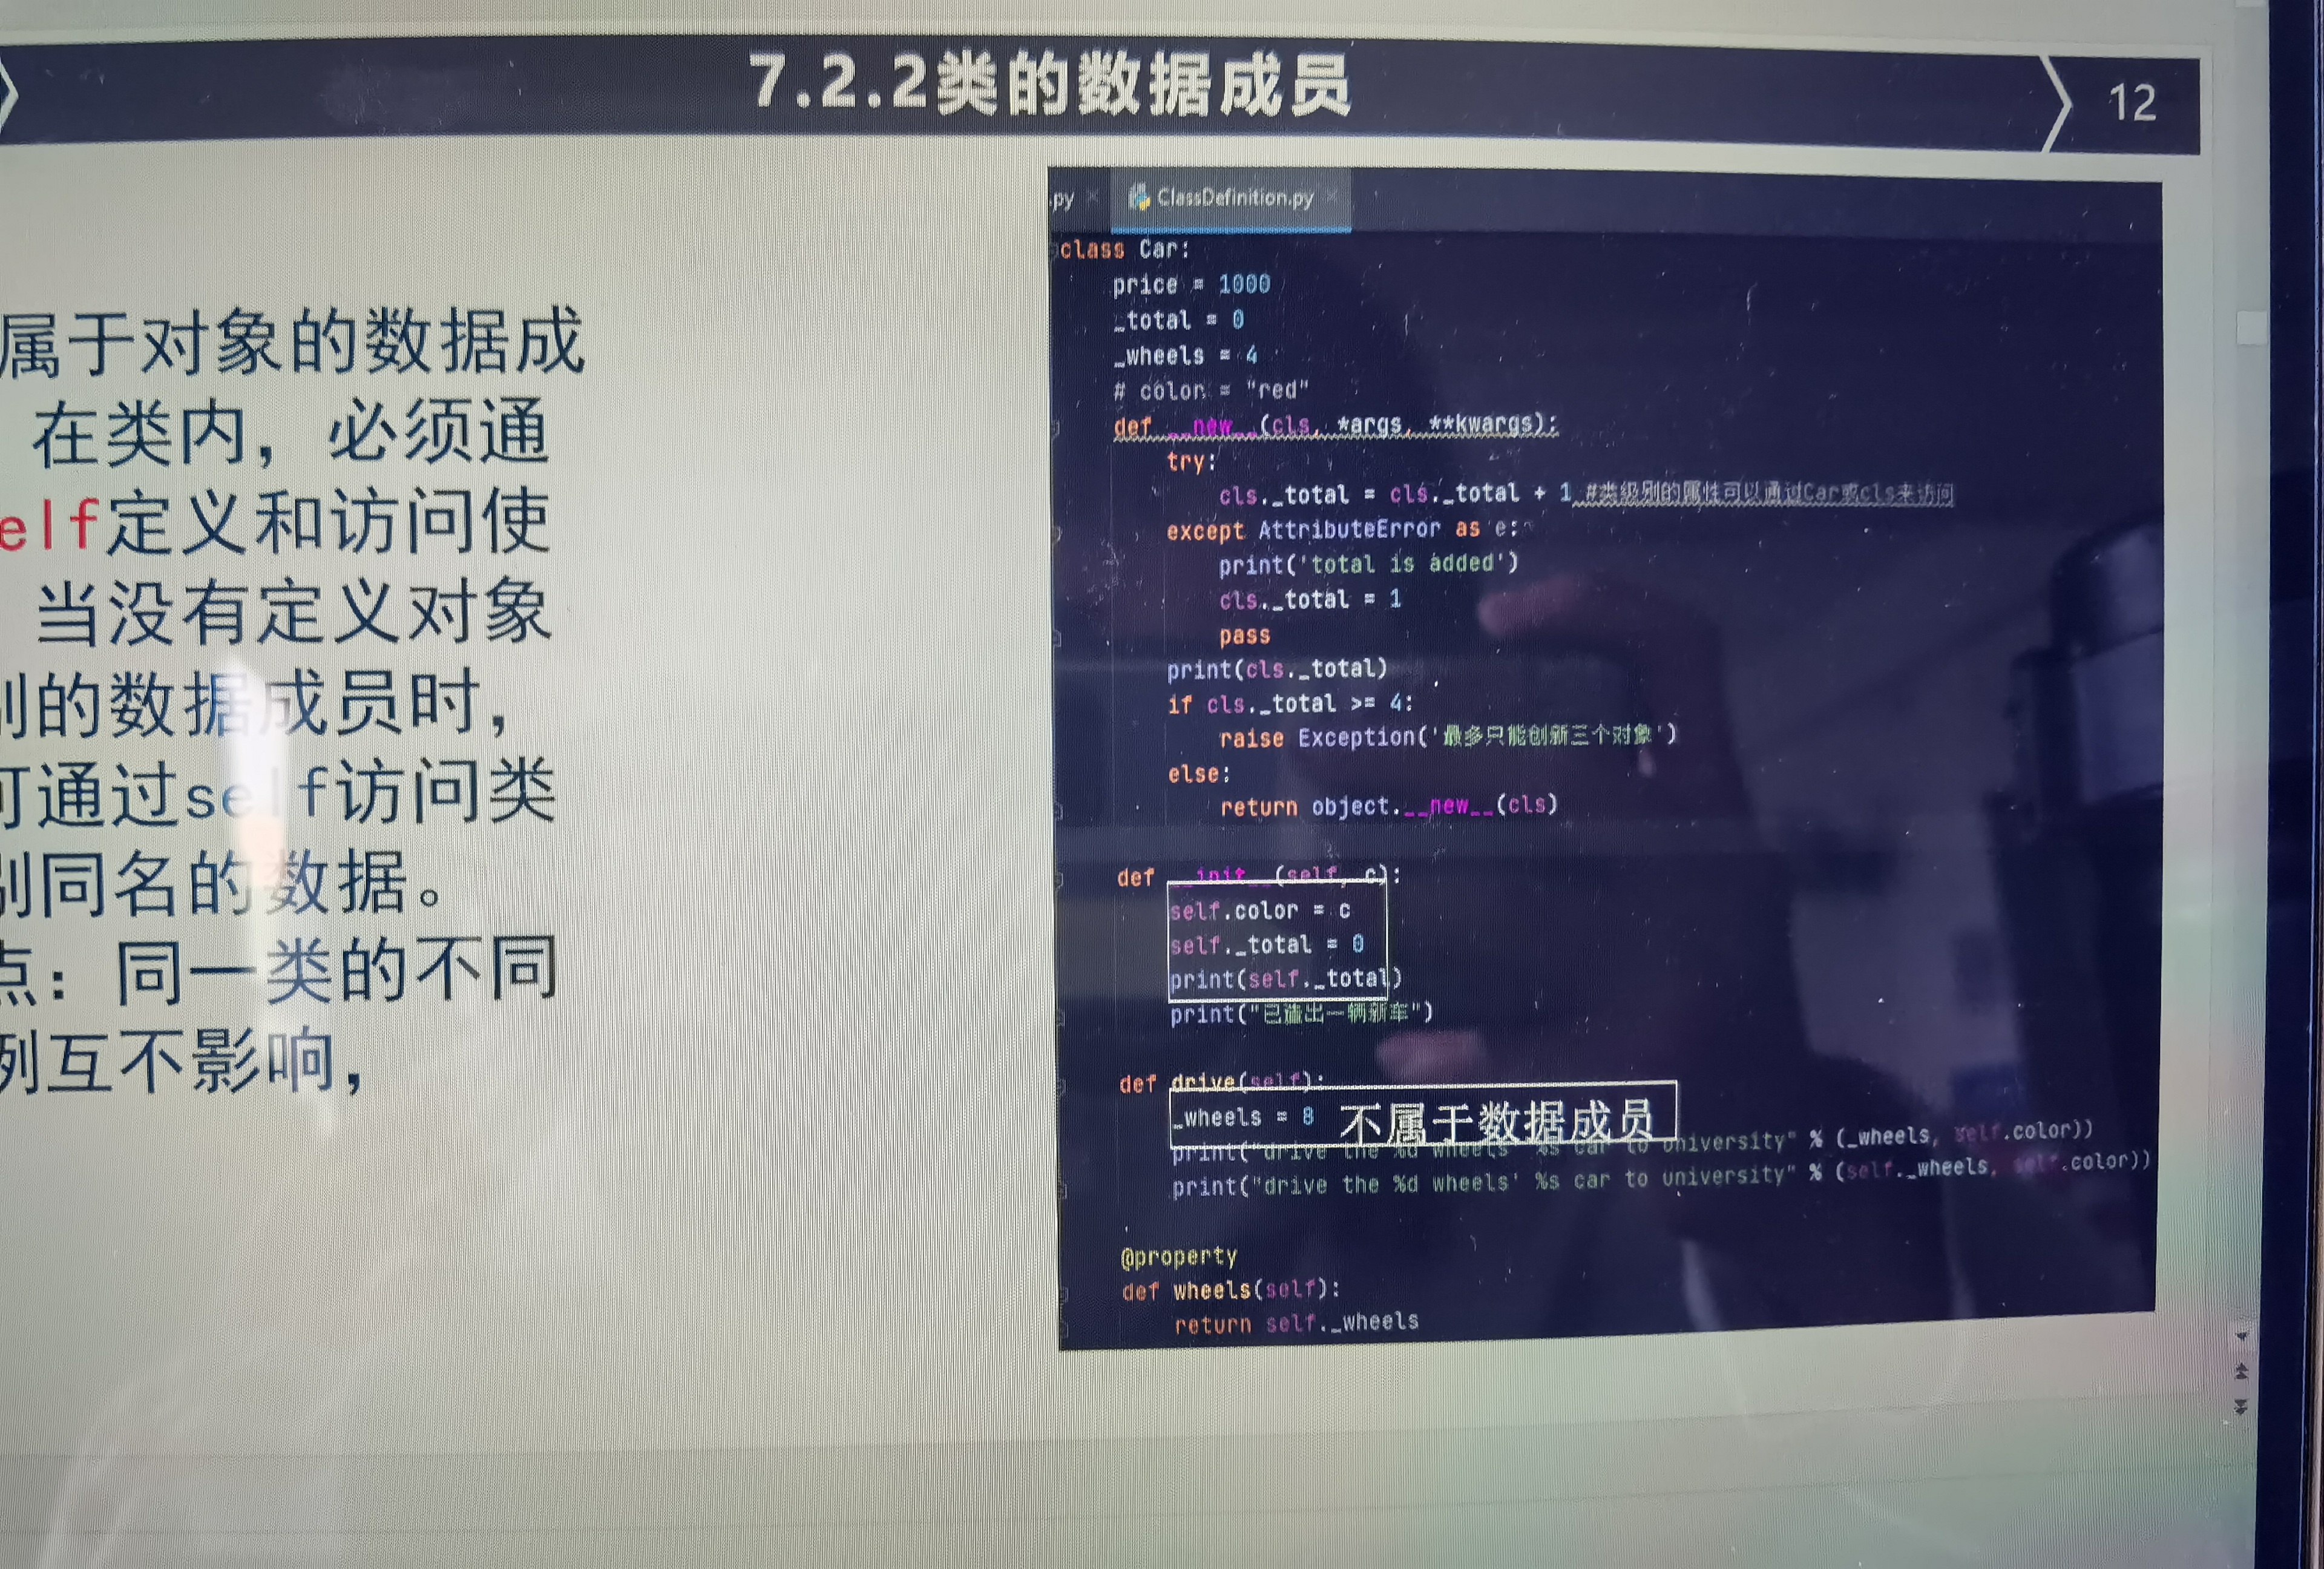 7.2.2类的数据成员
12
属于对象的数据成
在类内，必须通
elf定义和访问使
当没有定义对象
别的数据成员时，
可通过self访问类
别同名的数据。
点：同一类的不同
例互不影响，
.py
ClassDefinition.py
class Car:
price = 1000
_total = 0
_wheels = 4
# color = "red"
def __new__(cls, *args, **kwargs):
try:
cls._total = cls._total + 1 #类级别的属性可以通过Car或cls来访问
except AttributeError as e:
print('total is added')
cls._total = 1
pass
print(cls._total)
if cls._total >= 4:
raise Exception('最多只能创新三个对象')
else:
return object.__new__(cls)
def __init__(self, c):
self.color = c
self._total = 0
print(self._total)
print("已造出一辆新车")
def drive(self):
_wheels = 8 不属于数据成员
print("drive the %d wheels' %s car to university" % (_wheels, self.color))
print("drive the %d wheels' %s car to university" % (self._wheels, self.color))
@property
def wheels(self):
return self._wheels